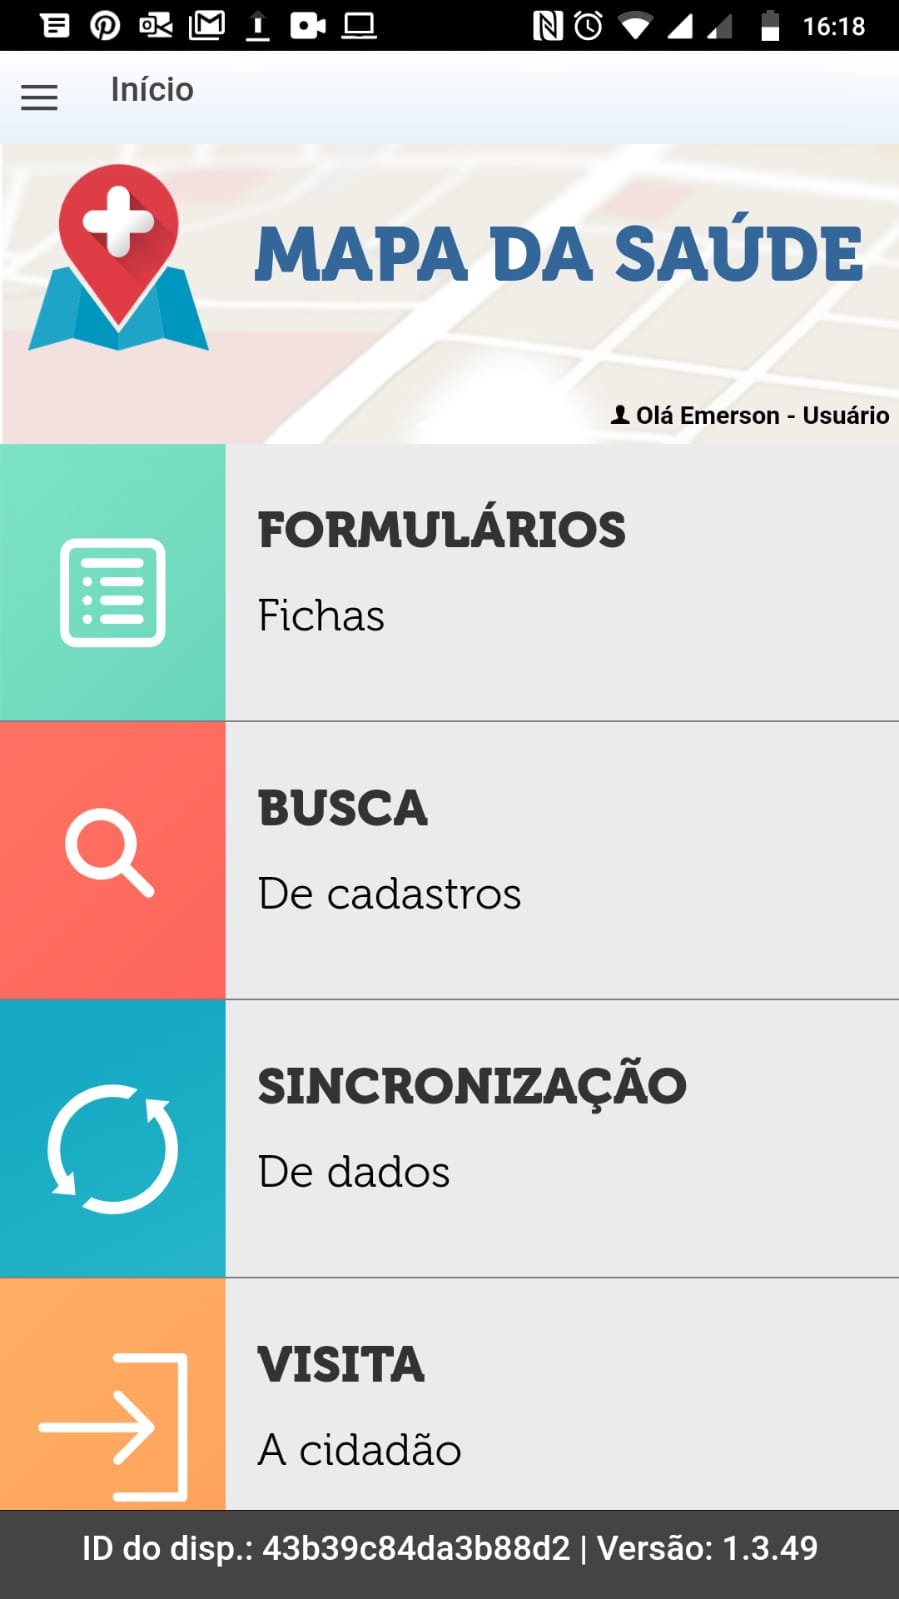 16:18
Início
MAPA DA SAÚDE
Olá Emerson - Usuário
FORMULÁRIOS
Fichas
BUSCA
De cadastros
SINCRONIZAÇÃO
De dados
VISITA
A cidadão
ID do disp.: 43b39c84da3b88d2 | Versão: 1.3.49